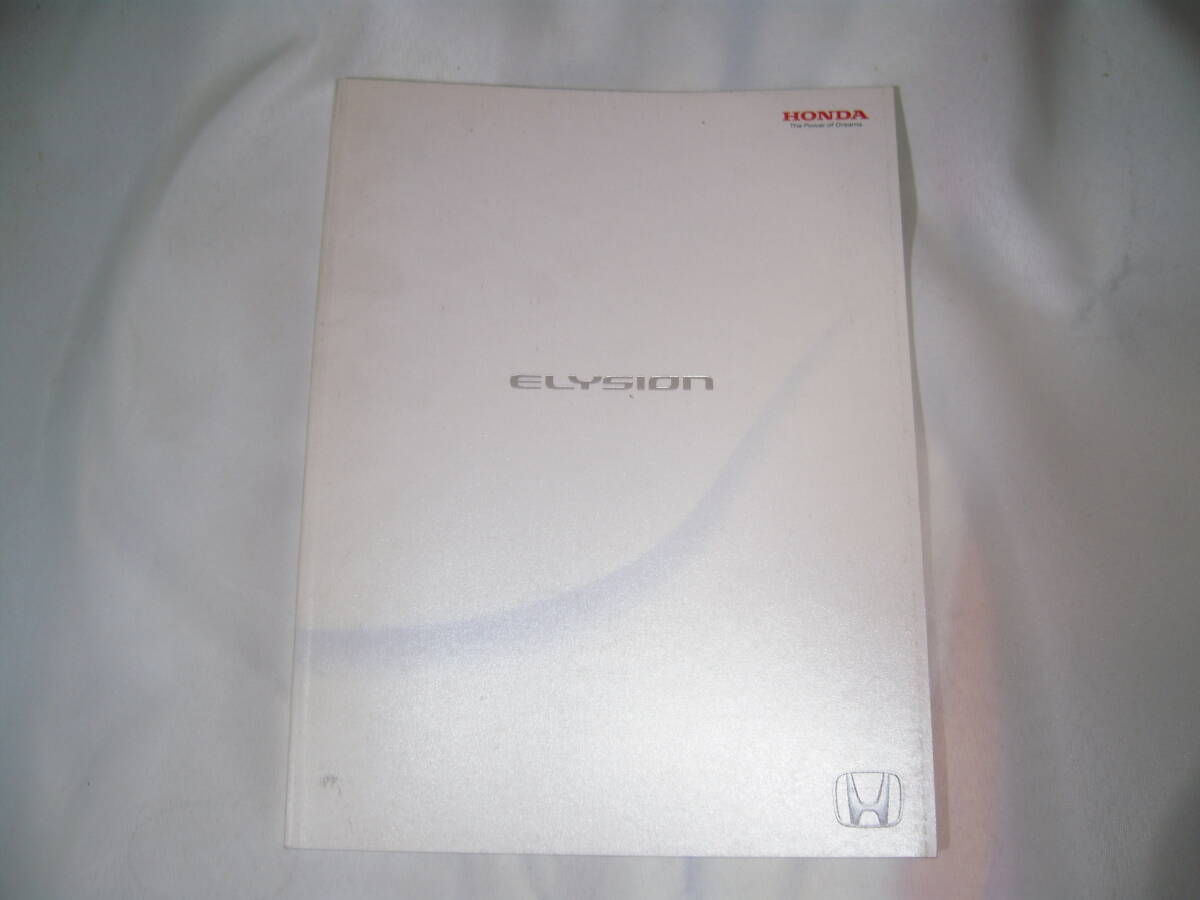 HONDA
The Power of Dreams
ELYSION